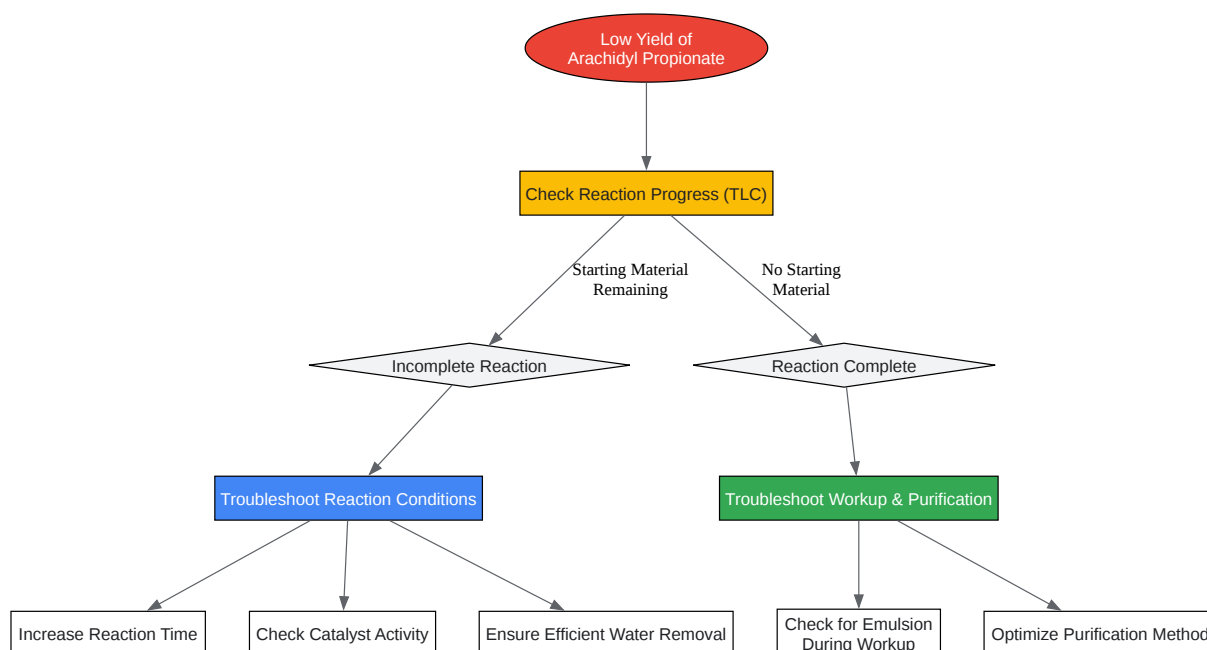 Low Yield of
Arachidyl Propionate
Check Reaction Progress (TLC)
Starting Material
Remaining
No Starting
Material
Incomplete Reaction
Reaction Complete
Troubleshoot Reaction Conditions
Troubleshoot Workup & Purification
Increase Reaction Time
Check Catalyst Activity
Ensure Efficient Water Removal
Check for Emulsion
During Workup
Optimize Purification Method